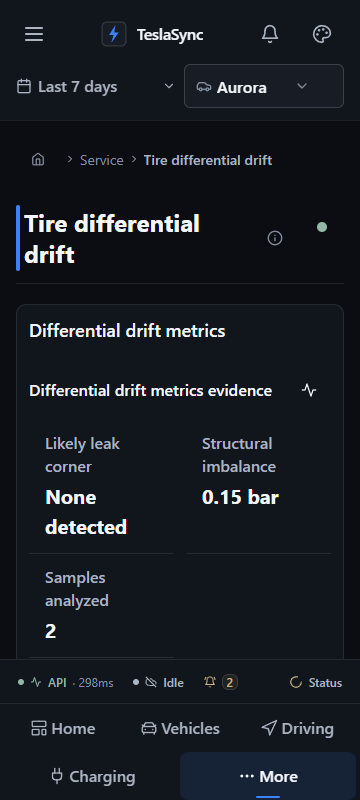 TeslaSync
Last 7 days
Aurora
Service
Tire differential drift
Tire differential
drift
Differential drift metrics
Differential drift metrics evidence
Likely leak
corner
None
detected
Structural
imbalance
0.15 bar
Samples
analyzed
2
API · 298ms
Idle
2
Status
Home
Vehicles
Driving
Charging
More